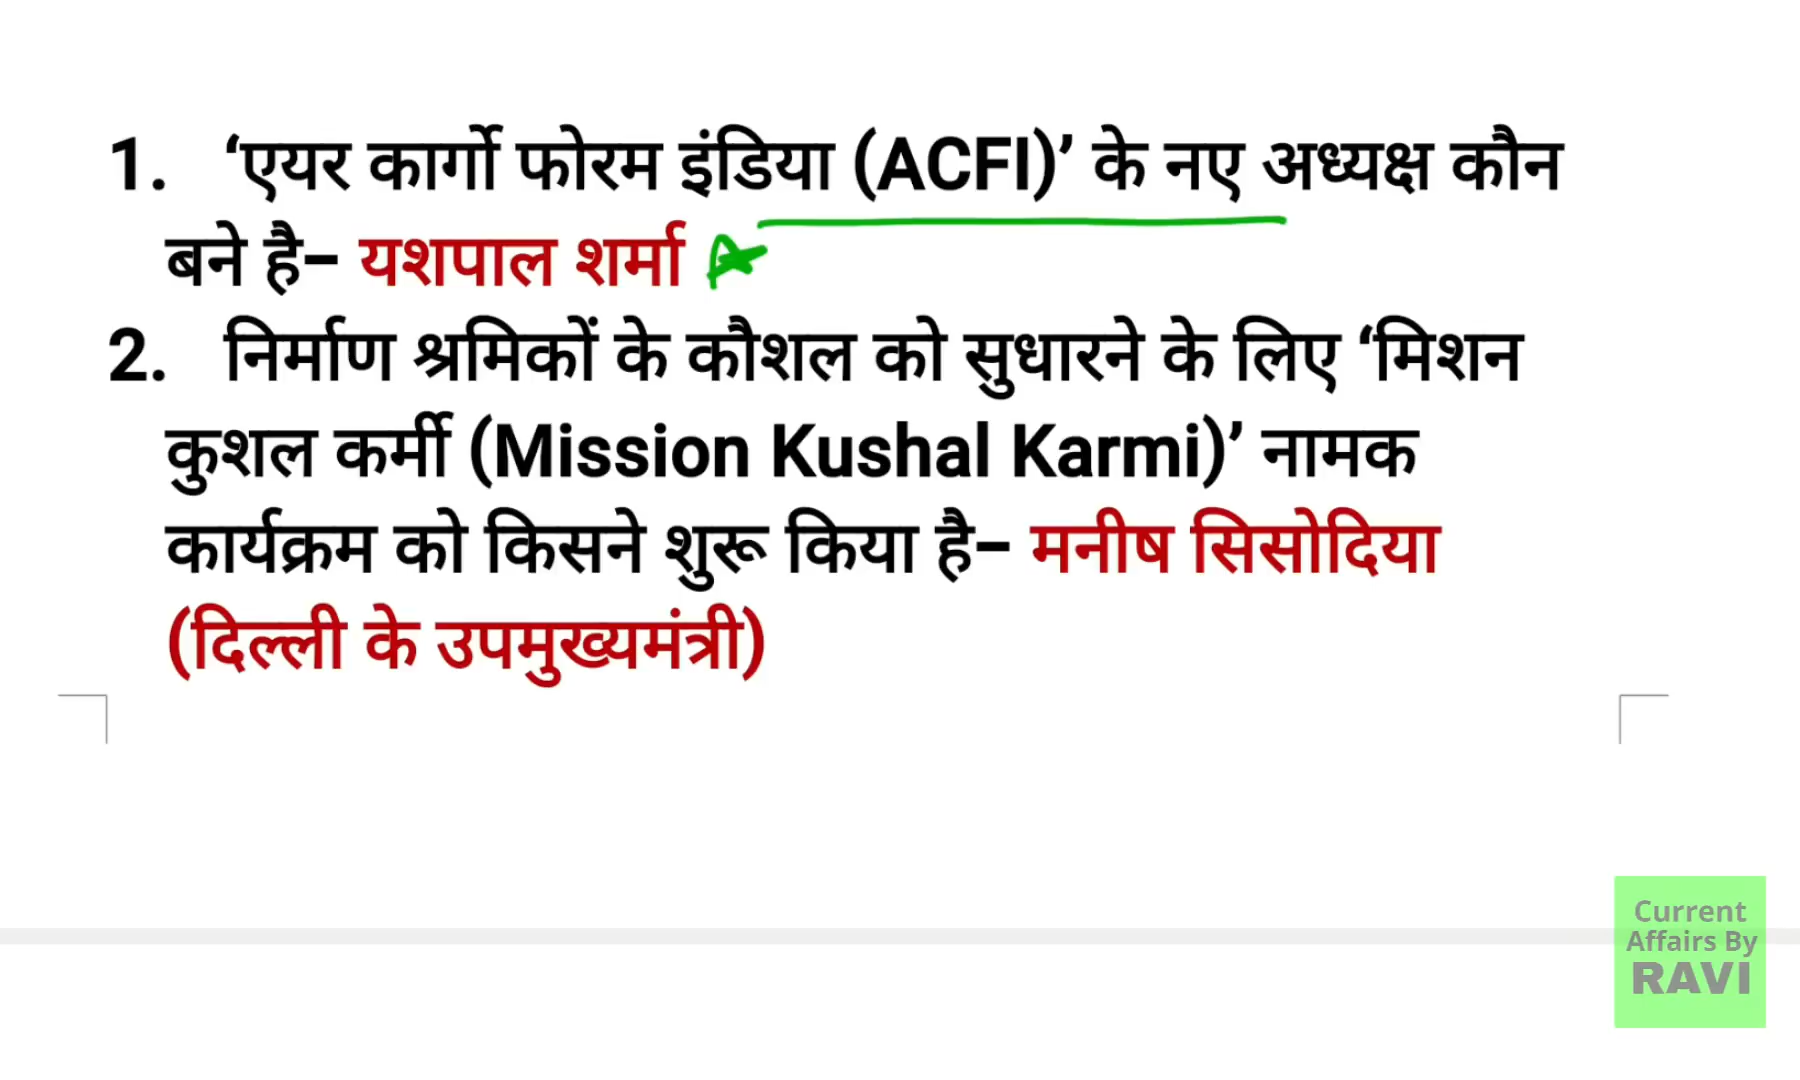 1. ‘एयर कार्गो फोरम इंडिया (ACFI)’ के नए अध्यक्ष कौन
बने है– यशपाल शर्मा
2. निर्माण श्रमिकों के कौशल को सुधारने के लिए ‘मिशन
कुशल कर्मी (Mission Kushal Karmi)’ नामक
कार्यक्रम को किसने शुरू किया है– मनीष सिसोदिया
(दिल्ली के उपमुख्यमंत्री)
Current
Affairs By
RAVI